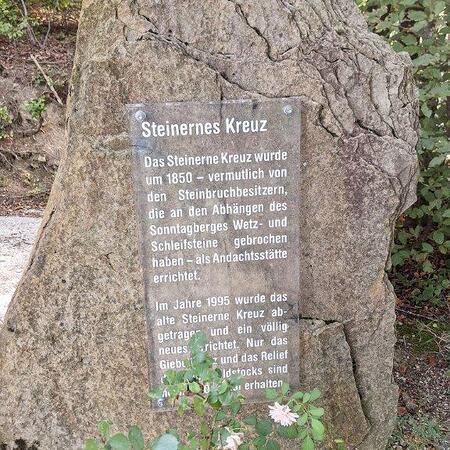 Steinernes Kreuz
Das Steinerne Kreuz wurde
um 1850 – vermutlich von
den Steinbruchbesitzern,
die an den Abhängen des
Sonntagberges Wetz- und
Schleifsteine gebrochen
haben – als Andachtsstätte
errichtet.
Im Jahre 1995 wurde das
alte Steinerne Kreuz ab-
getragen und ein völlig
neues errichtet. Nur das
und das Relief
sind
erhalten